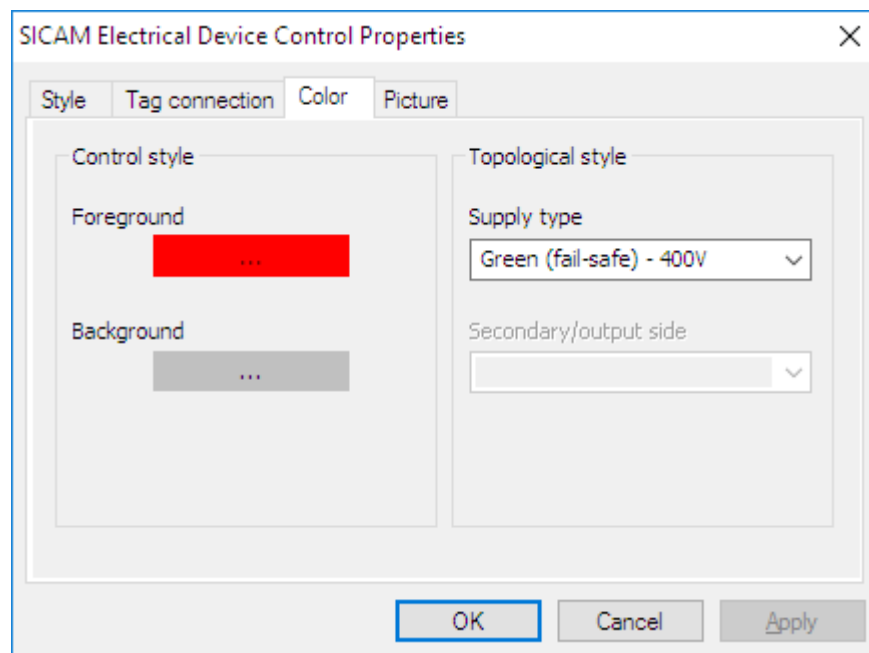 SICAM Electrical Device Control Properties
Style Tag connection Color Picture
Control style
Foreground
...
Background
...
Topological style
Supply type
Green (fail-safe) - 400V
Secondary/output side
OK Cancel Apply